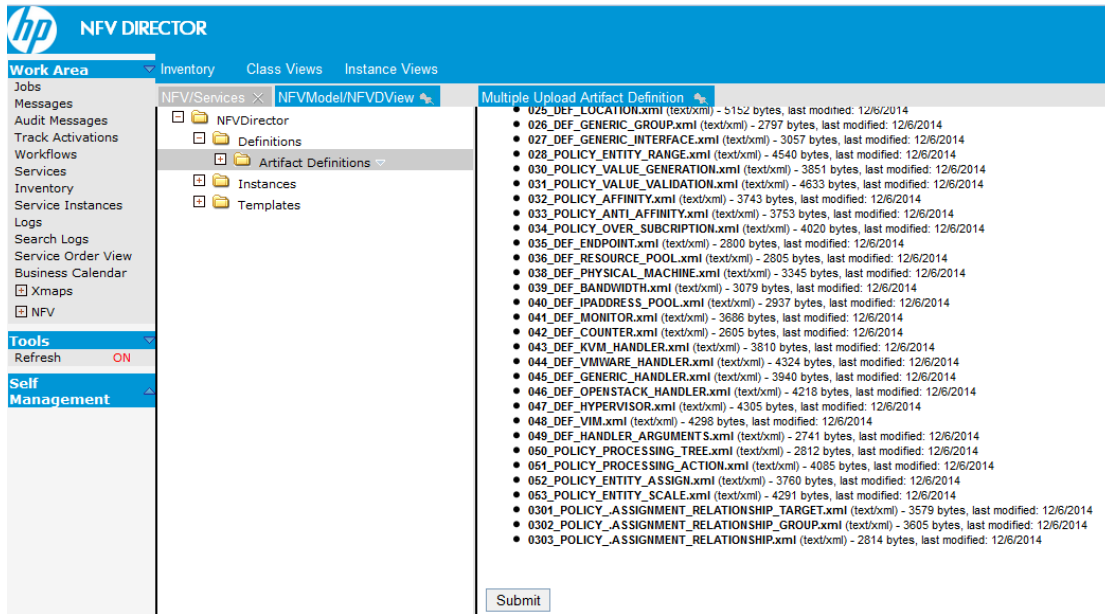 hp NFV DIRECTOR
Inventory Class Views Instance Views
Work Area
Jobs
Messages
Audit Messages
Track Activations
Workflows
Services
Inventory
Service Instances
Logs
Search Logs
Service Order View
Business Calendar
Xmaps
NFV
Tools
Refresh ON
Self
Management
NFV/Services NFVModel/NFVDView
NFVDirector
Definitions
Artifact Definitions
Instances
Templates
Multiple Upload Artifact Definition
025_DEF_LOCATION.xml (text/xml) - 5152 bytes, last modified: 12/6/2014
026_DEF_GENERIC_GROUP.xml (text/xml) - 2797 bytes, last modified: 12/6/2014
027_DEF_GENERIC_INTERFACE.xml (text/xml) - 3057 bytes, last modified: 12/6/2014
028_POLICY_ENTITY_RANGE.xml (text/xml) - 4540 bytes, last modified: 12/6/2014
030_POLICY_VALUE_GENERATION.xml (text/xml) - 3851 bytes, last modified: 12/6/2014
031_POLICY_VALUE_VALIDATION.xml (text/xml) - 4633 bytes, last modified: 12/6/2014
032_POLICY_AFFINITY.xml (text/xml) - 3743 bytes, last modified: 12/6/2014
033_POLICY_ANTI_AFFINITY.xml (text/xml) - 3753 bytes, last modified: 12/6/2014
034_POLICY_OVER_SUBCRIPTION.xml (text/xml) - 4020 bytes, last modified: 12/6/2014
035_DEF_ENDPOINT.xml (text/xml) - 2800 bytes, last modified: 12/6/2014
036_DEF_RESOURCE_POOL.xml (text/xml) - 2805 bytes, last modified: 12/6/2014
038_DEF_PHYSICAL_MACHINE.xml (text/xml) - 3345 bytes, last modified: 12/6/2014
039_DEF_BANDWIDTH.xml (text/xml) - 3079 bytes, last modified: 12/6/2014
040_DEF_IPADDRESS_POOL.xml (text/xml) - 2937 bytes, last modified: 12/6/2014
041_DEF_MONITOR.xml (text/xml) - 3686 bytes, last modified: 12/6/2014
042_DEF_COUNTER.xml (text/xml) - 2605 bytes, last modified: 12/6/2014
043_DEF_KVM_HANDLER.xml (text/xml) - 3810 bytes, last modified: 12/6/2014
044_DEF_VMWARE_HANDLER.xml (text/xml) - 4324 bytes, last modified: 12/6/2014
045_DEF_GENERIC_HANDLER.xml (text/xml) - 3940 bytes, last modified: 12/6/2014
046_DEF_OPENSTACK_HANDLER.xml (text/xml) - 4218 bytes, last modified: 12/6/2014
047_DEF_HYPERVISOR.xml (text/xml) - 4305 bytes, last modified: 12/6/2014
048_DEF_VIM.xml (text/xml) - 4298 bytes, last modified: 12/6/2014
049_DEF_HANDLER_ARGUMENTS.xml (text/xml) - 2741 bytes, last modified: 12/6/2014
050_POLICY_PROCESSING_TREE.xml (text/xml) - 2812 bytes, last modified: 12/6/2014
051_POLICY_PROCESSING_ACTION.xml (text/xml) - 4085 bytes, last modified: 12/6/2014
052_POLICY_ENTITY_ASSIGN.xml (text/xml) - 3760 bytes, last modified: 12/6/2014
053_POLICY_ENTITY_SCALE.xml (text/xml) - 4291 bytes, last modified: 12/6/2014
0301_POLICY_.ASSIGNMENT_RELATIONSHIP_TARGET.xml (text/xml) - 3579 bytes, last modified: 12/6/2014
0302_POLICY_.ASSIGNMENT_RELATIONSHIP_GROUP.xml (text/xml) - 3605 bytes, last modified: 12/6/2014
0303_POLICY_.ASSIGNMENT_RELATIONSHIP.xml (text/xml) - 2814 bytes, last modified: 12/6/2014
Submit